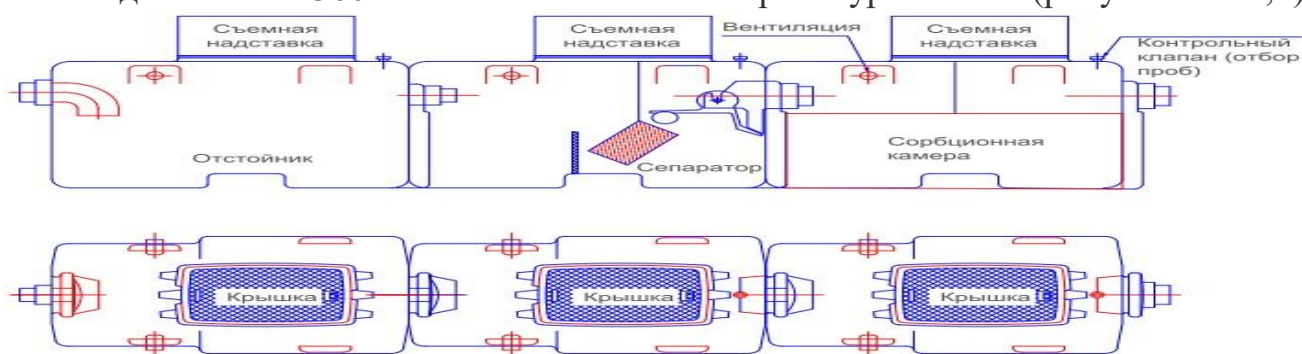 Съемная надставка
Съемная надставка
Вентиляция
Съемная надставка
Контрольный клапан (отбор проб)
Отстойник
Сепаратор
Сорбционная камера
Крышка
Крышка
Крышка